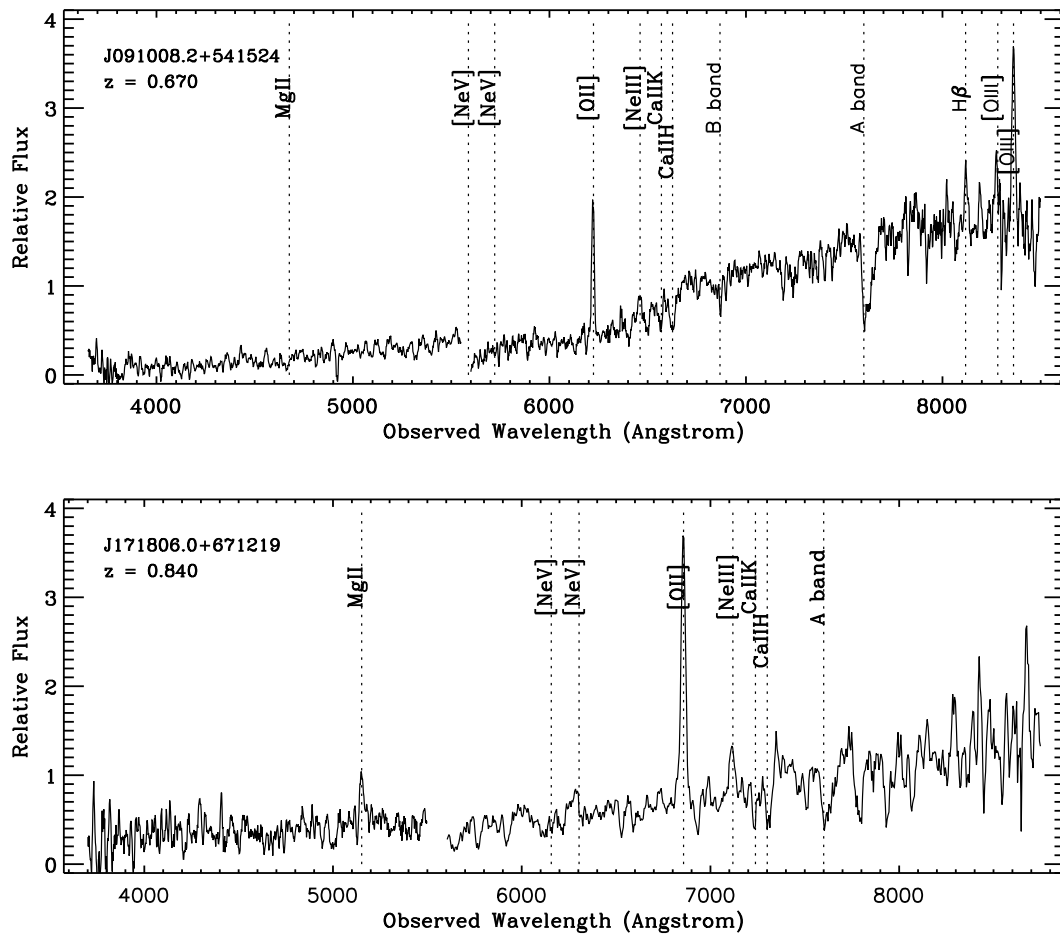 J091008.2+541524
z = 0.670
MgII
[NeV]
[NeV]
[OII]
[NeIII]
CaIIK
CaIIH
B band
A band
Hβ
[OIII]
[OIII]
Relative Flux
0
1
2
3
4
4000
5000
6000
7000
8000
Observed Wavelength (Angstrom)
J171806.0+671219
z = 0.840
MgII
[NeV]
[NeV]
[OII]
[NeIII]
CaIIK
CaIIH
A band
Relative Flux
0
1
2
3
4
4000
5000
6000
7000
8000
Observed Wavelength (Angstrom)